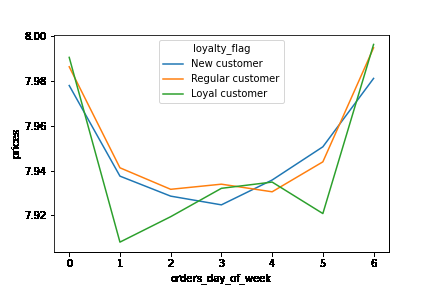 8.00
7.98
7.96
7.94
7.92
prices
loyalty_flag
New customer
Regular customer
Loyal customer
0 1 2 3 4 5 6
orders_day_of_week